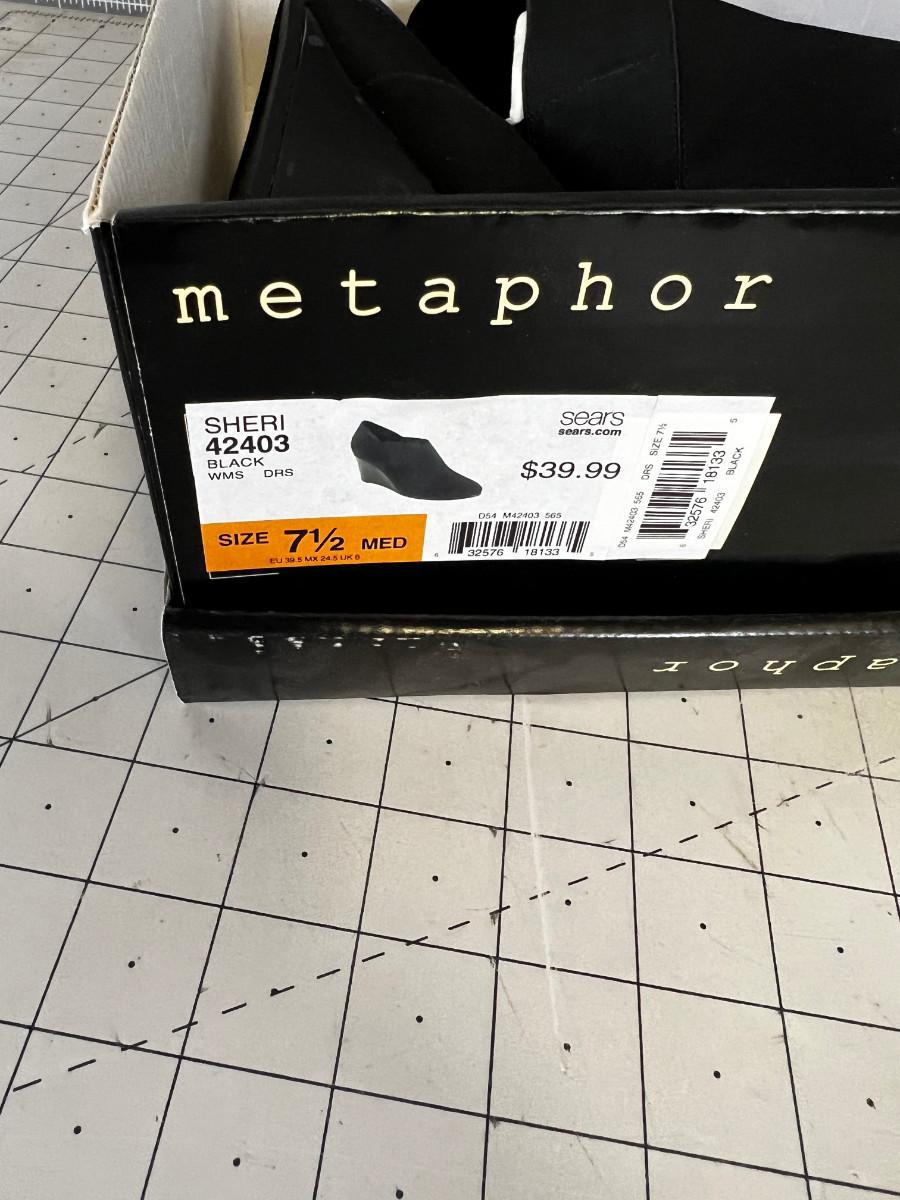 metaphor
SHERI
42403
BLACK
WMS DRS
sears
sears.com
$39.99
SIZE 7½ MED
EU 39.5 MX 24.5 UK 6
D54 M42403 565
6 32576 18133 5
D54 M42403 565 DRS SIZE 7½
6 32576 18133 5
SHERI 42403 BLACK
aphor